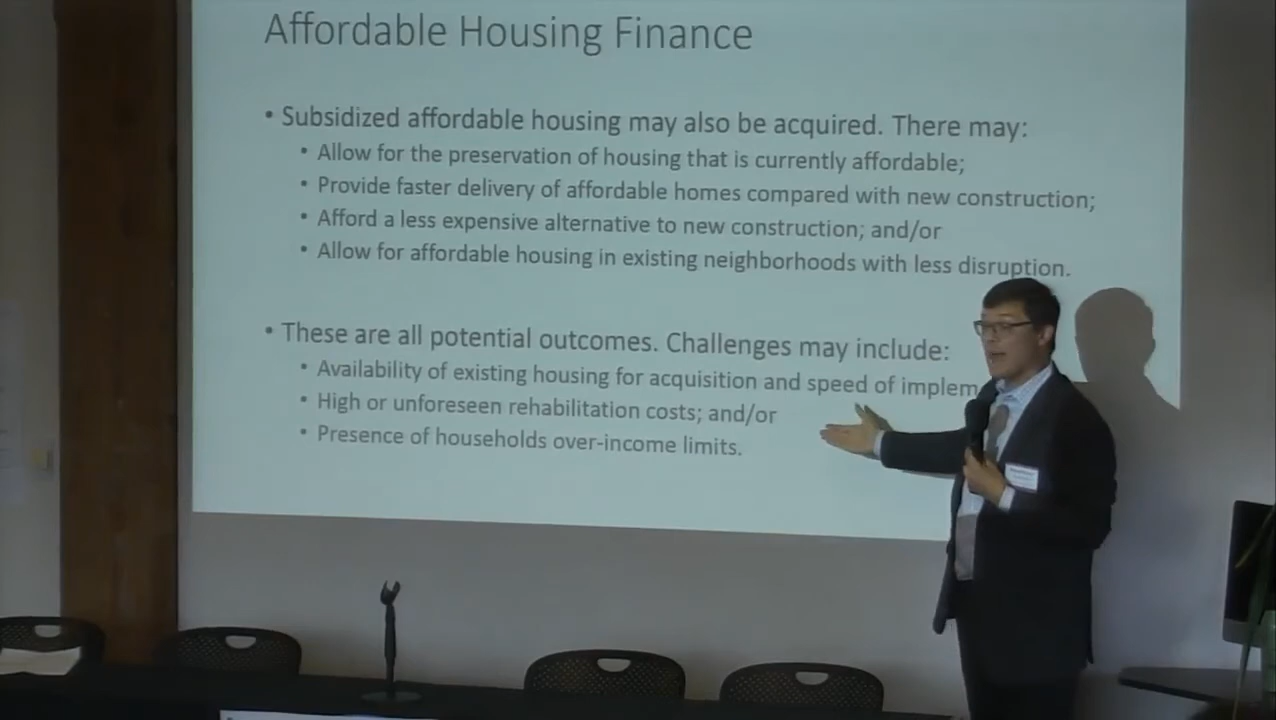 Affordable Housing Finance
• Subsidized affordable housing may also be acquired. There may:
• Allow for the preservation of housing that is currently affordable;
• Provide faster delivery of affordable homes compared with new construction;
• Afford a less expensive alternative to new construction; and/or
• Allow for affordable housing in existing neighborhoods with less disruption.
• These are all potential outcomes. Challenges may include:
• Availability of existing housing for acquisition and speed of implem
• High or unforeseen rehabilitation costs; and/or
• Presence of households over-income limits.